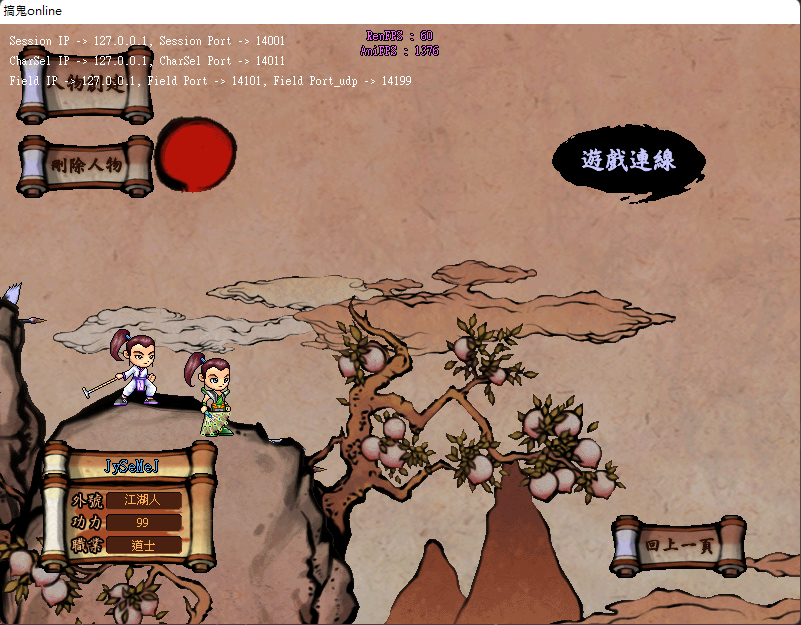 搞鬼online
Session IP -> 127.0.0.1, Session Port -> 14001
RenFPS : 60
AniFPS : 1376
CharSel IP -> 127.0.0.1, CharSel Port -> 14011
Field IP -> 127.0.0.1, Field Port -> 14101, Field Port_udp -> 14199
刪除人物
遊戲連線
JySeMeJ
外號 江湖人
功力 99
職業 道士
回上一頁